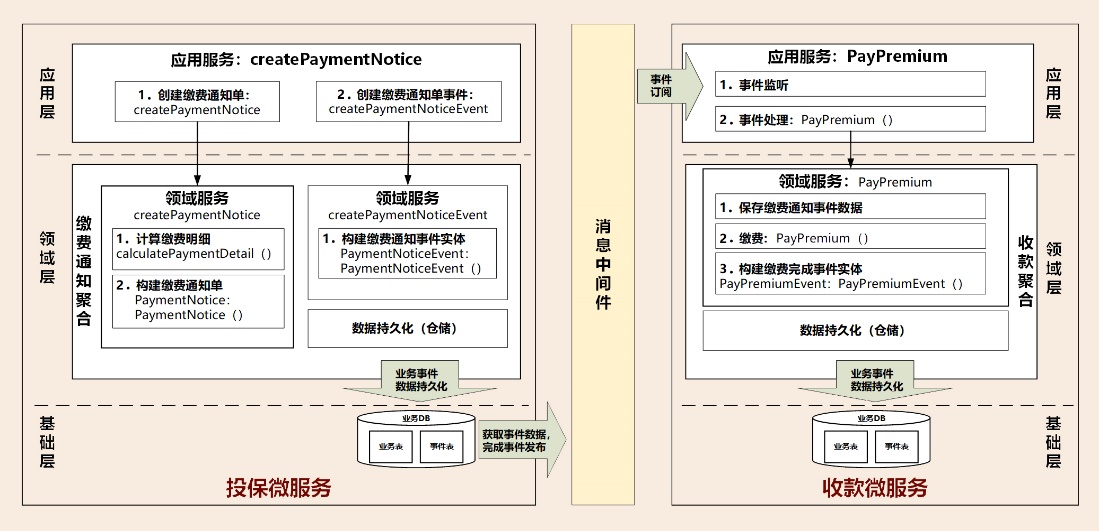 应用层
应用服务：createPaymentNotice
1. 创建缴费通知单：
createPaymentNotice
2. 创建缴费通知单事件：
createPaymentNoticeEvent
领域层
缴费通知聚合
领域服务
createPaymentNotice
1. 计算缴费明细
calculatePaymentDetail（）
2. 构建缴费通知单
PaymentNotice：
PaymentNotice（）
领域服务
createPaymentNoticeEvent
1. 构建缴费通知事件实体
PaymentNoticeEvent：
PaymentNoticeEvent（）
数据持久化（仓储）
业务事件
数据持久化
基础层
业务DB
业务表
事件表
获取事件数据，
完成事件发布
投保微服务
消息中间件
事件
订阅
应用服务：PayPremium
1. 事件监听
2. 事件处理：PayPremium（）
应用层
领域服务：PayPremium
1. 保存缴费通知事件数据
2. 缴费：PayPremium（）
3. 构建缴费完成事件实体
PayPremiumEvent：PayPremiumEvent（）
收款聚合
领域层
数据持久化（仓储）
业务事件
数据持久化
业务DB
业务表
事件表
基础层
收款微服务